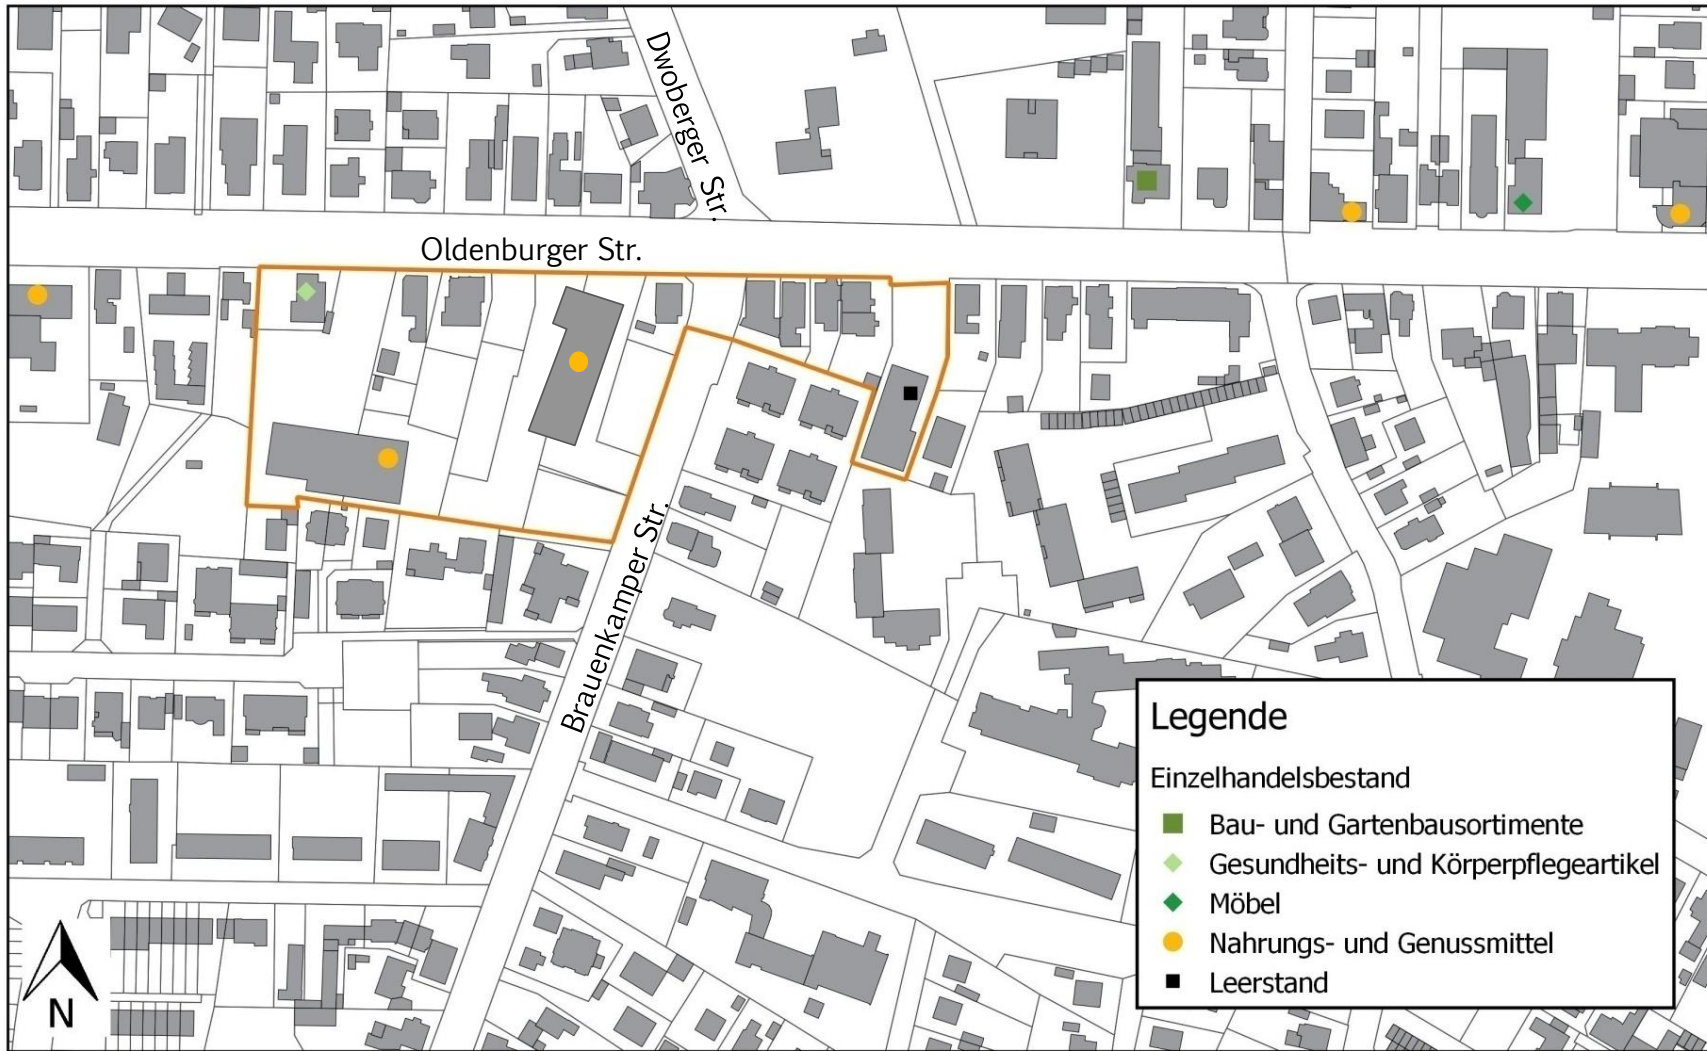 Dwoberger Str.
Oldenburger Str.
Brauenkamper Str.
Legende
Einzelhandelsbestand
Bau- und Gartenbausortimente
Gesundheits- und Körperpflegeartikel
Möbel
Nahrungs- und Genussmittel
Leerstand
N